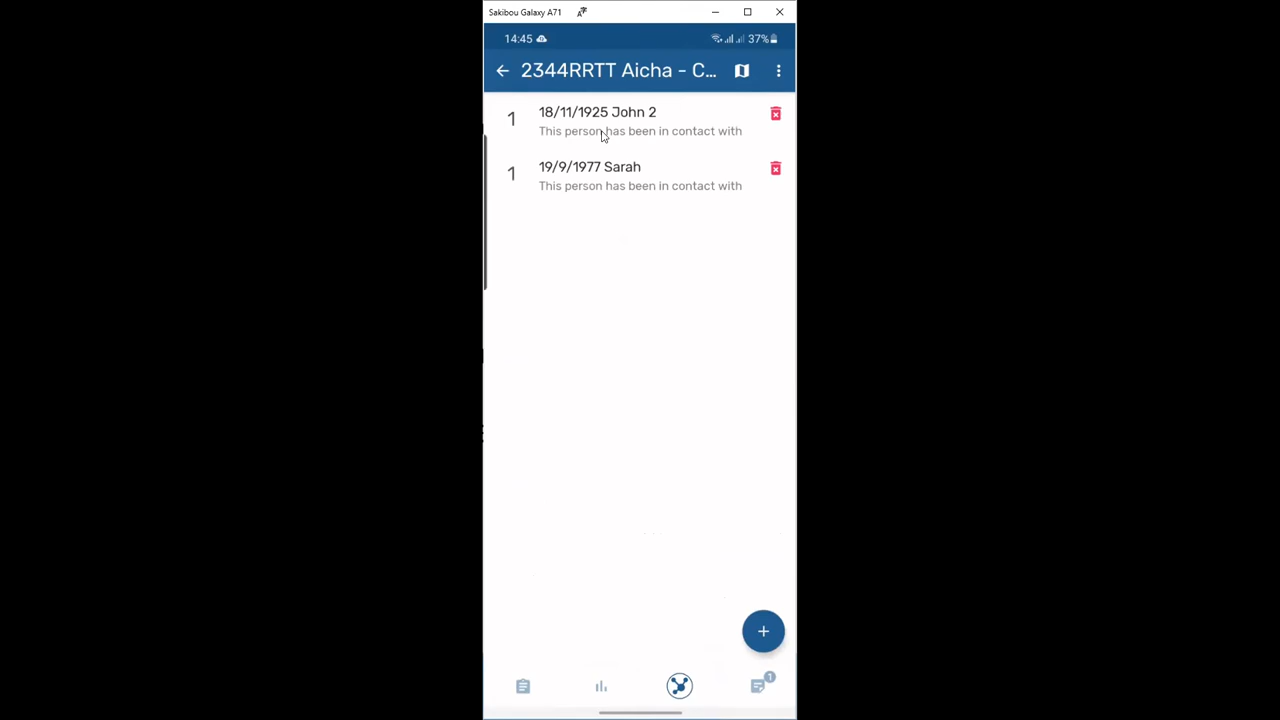 Sakibou Galaxy A71
14:45 37%
2344RRTT Aicha - C...
1 18/11/1925 John 2
This person has been in contact with
1 19/9/1977 Sarah
This person has been in contact with
+
1